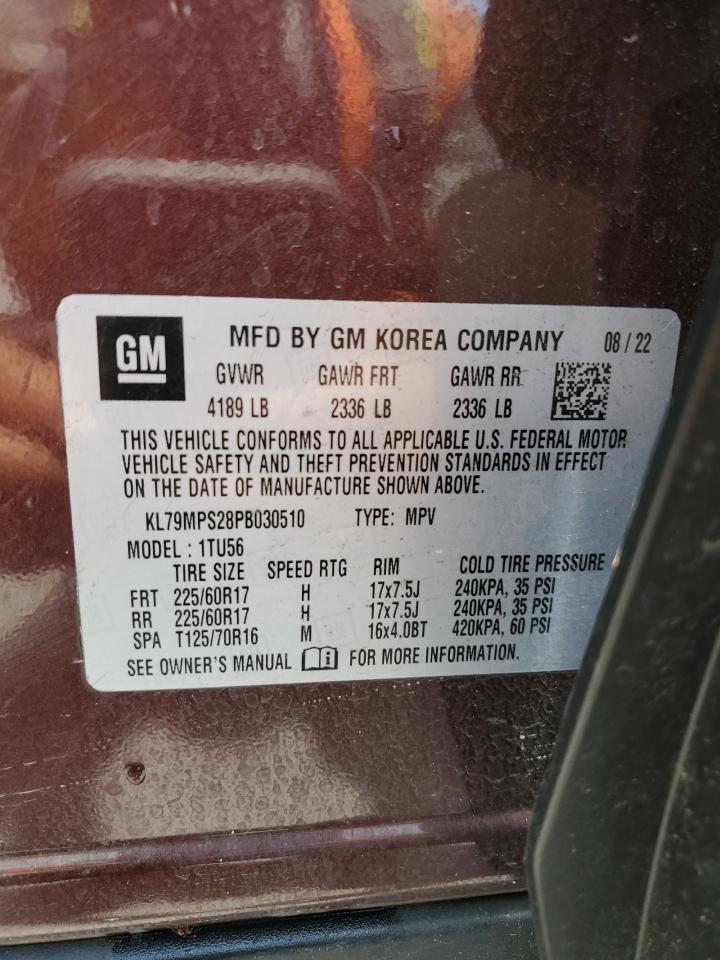 GM MFD BY GM KOREA COMPANY 08 / 22
GVWR GAWR FRT GAWR RR
4189 LB 2336 LB 2336 LB
THIS VEHICLE CONFORMS TO ALL APPLICABLE U.S. FEDERAL MOTOR
VEHICLE SAFETY AND THEFT PREVENTION STANDARDS IN EFFECT
ON THE DATE OF MANUFACTURE SHOWN ABOVE.
KL79MPS28PB030510 TYPE: MPV
MODEL : 1TU56
TIRE SIZE SPEED RTG RIM COLD TIRE PRESSURE
FRT 225/60R17 H 17x7.5J 240KPA, 35 PSI
RR 225/60R17 H 17x7.5J 240KPA, 35 PSI
SPA T125/70R16 M 16x4.0BT 420KPA, 60 PSI
SEE OWNER'S MANUAL FOR MORE INFORMATION.